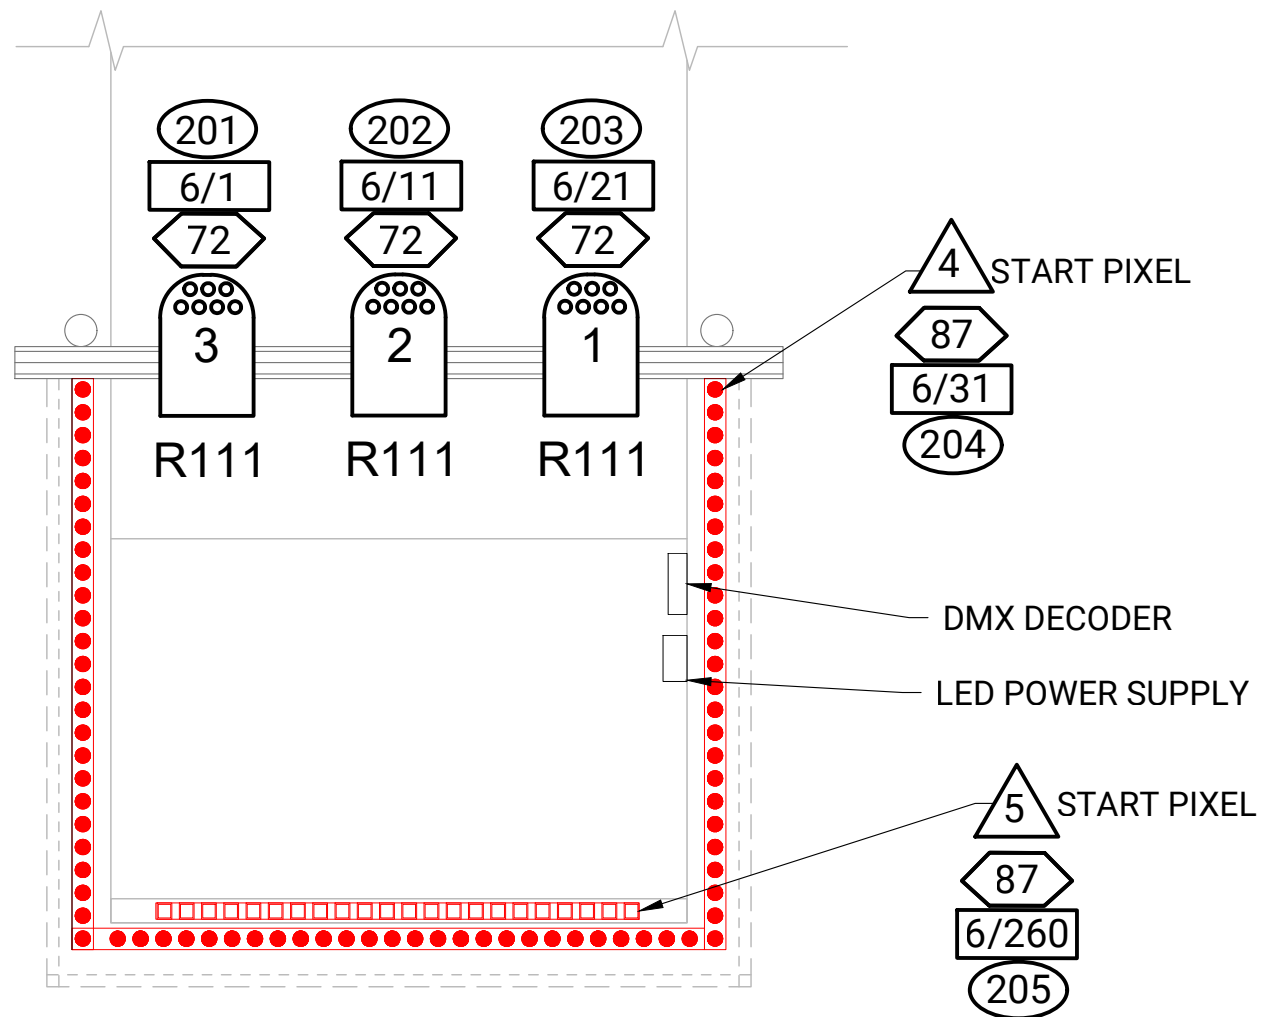 201 202 203
6/1 6/11 6/21
72 72 72
3 2 1
R111 R111 R111
4 START PIXEL
87
6/31
204
DMX DECODER
LED POWER SUPPLY
5 START PIXEL
87
6/260
205